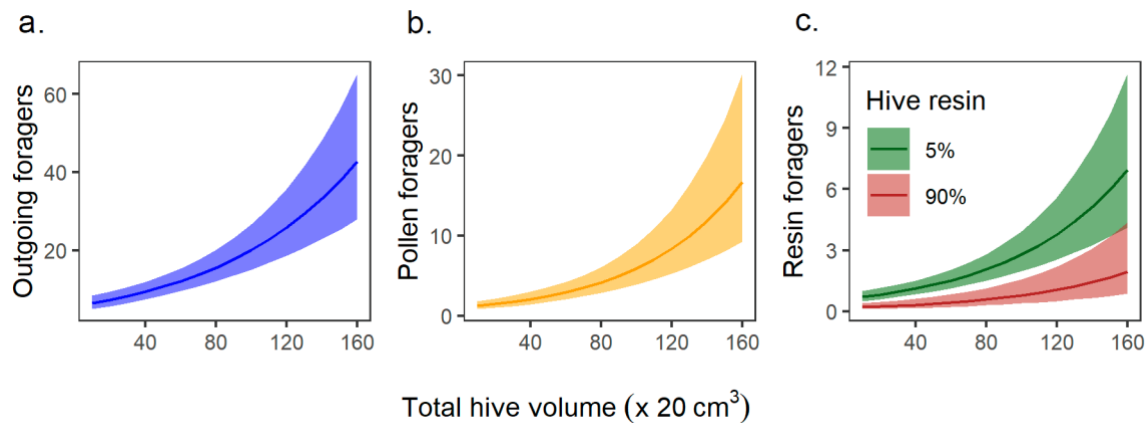 a.
Outgoing foragers
60
40
20
40 80 120 160
b.
Pollen foragers
30
20
10
0
40 80 120 160
c.
Resin foragers
12
9
6
3
0
Hive resin
5%
90%
40 80 120 160
Total hive volume (x 20 cm³)